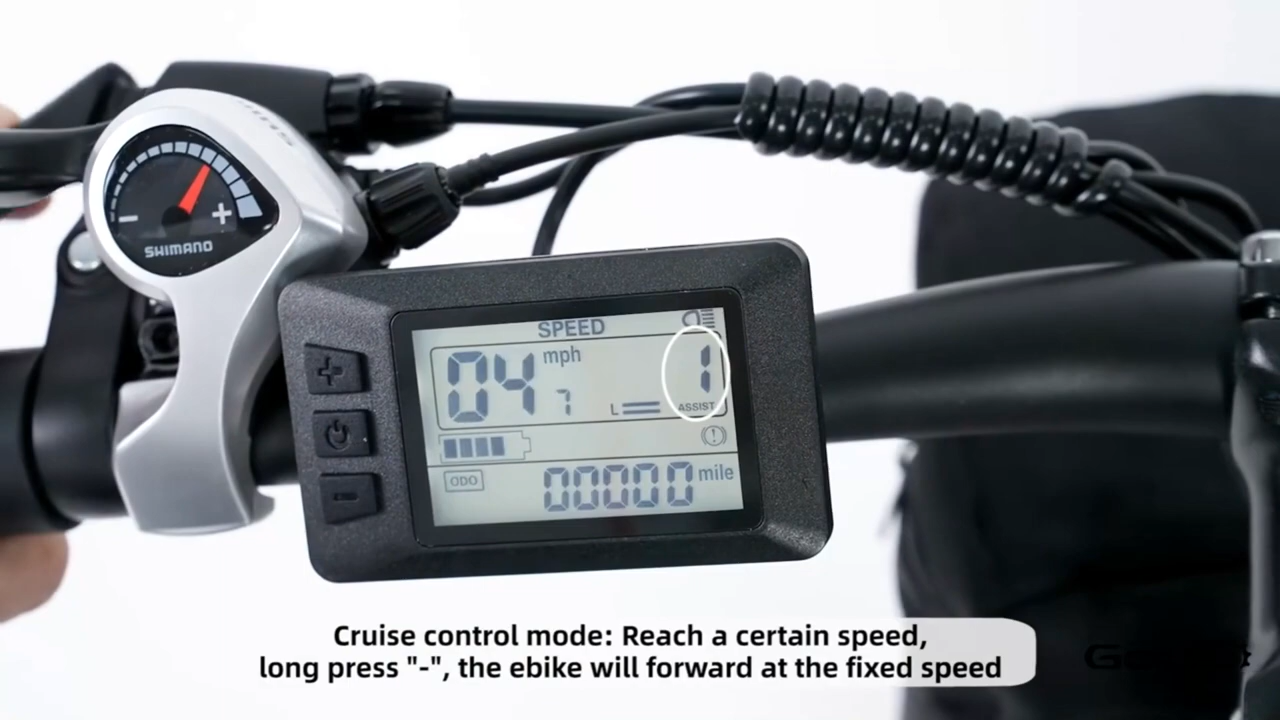 SHIMANO
SPEED
04 7 mph
1
L
ASSIST
ODO
00000 mile
Cruise control mode: Reach a certain speed,
long press "-", the ebike will forward at the fixed speed